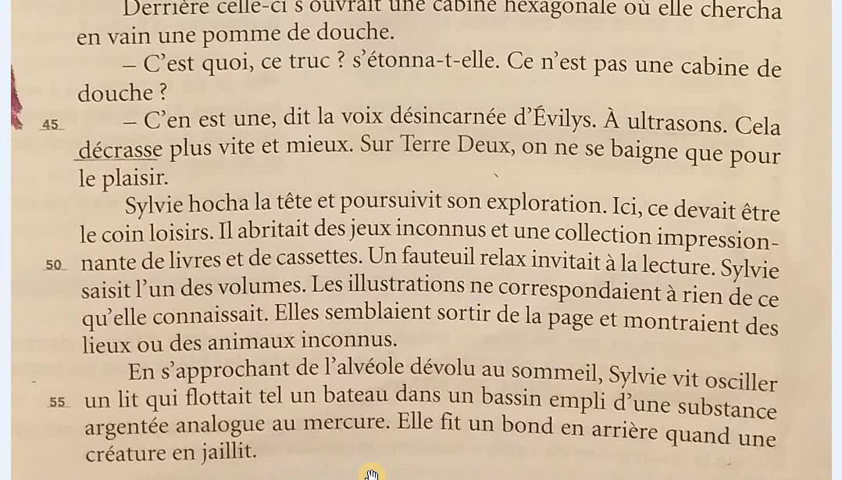 Derrière celle-ci s'ouvrait une cabine hexagonale où elle chercha
en vain une pomme de douche.
– C'est quoi, ce truc ? s'étonna-t-elle. Ce n'est pas une cabine de
douche ?
45 – C'en est une, dit la voix désincarnée d'Évilys. À ultrasons. Cela
décrasse plus vite et mieux. Sur Terre Deux, on ne se baigne que pour
le plaisir.
Sylvie hocha la tête et poursuivit son exploration. Ici, ce devait être
le coin loisirs. Il abritait des jeux inconnus et une collection impression-
50 nante de livres et de cassettes. Un fauteuil relax invitait à la lecture. Sylvie
saisit l'un des volumes. Les illustrations ne correspondaient à rien de ce
qu'elle connaissait. Elles semblaient sortir de la page et montraient des
lieux ou des animaux inconnus.
En s'approchant de l'alvéole dévolu au sommeil, Sylvie vit osciller
55 un lit qui flottait tel un bateau dans un bassin empli d'une substance
argentée analogue au mercure. Elle fit un bond en arrière quand une
créature en jaillit.